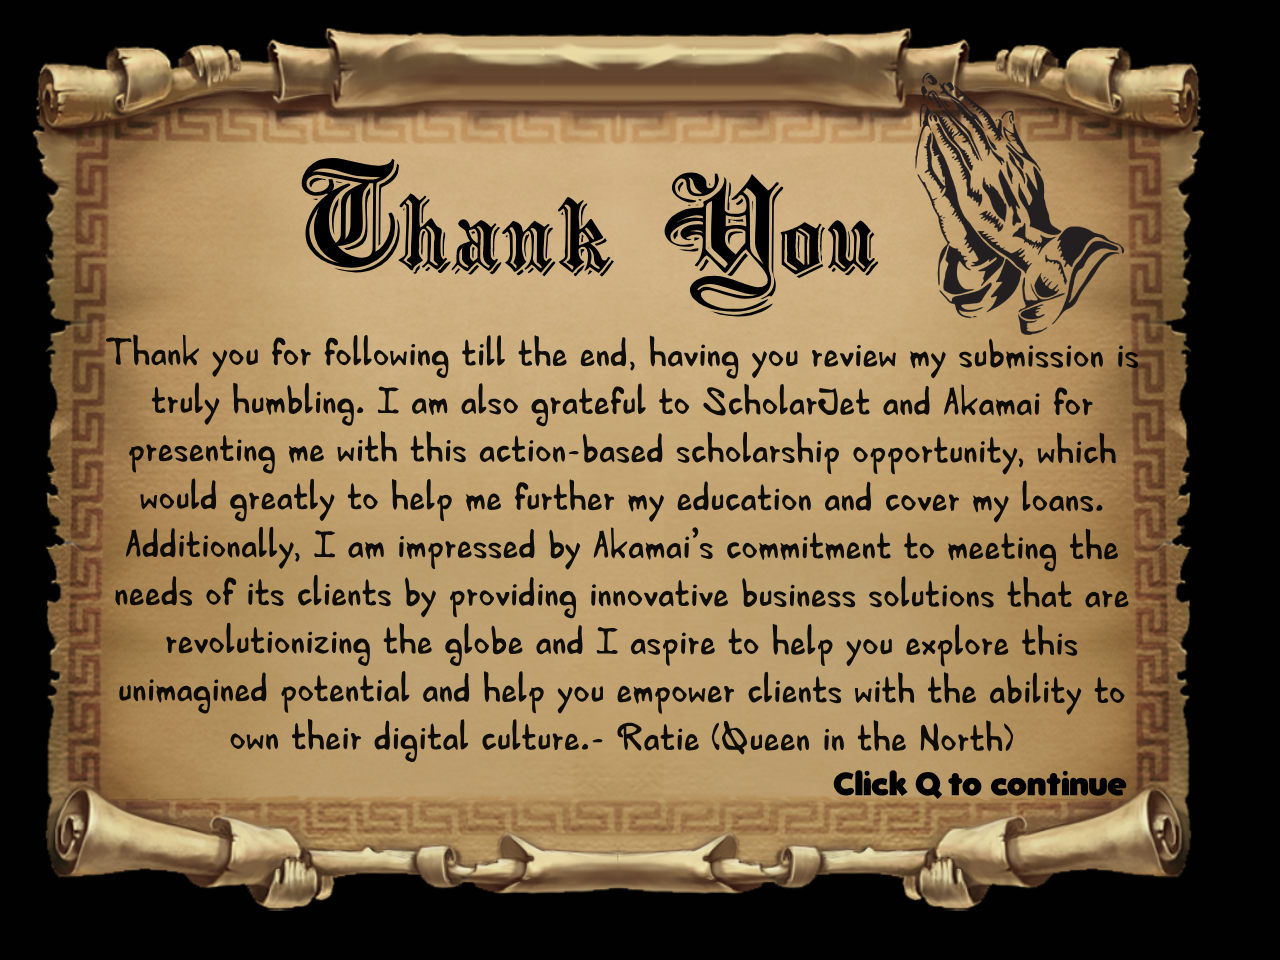 Thank You
Thank you for following till the end, having you review my submission is
truly humbling. I am also grateful to ScholarJet and Akamai for
presenting me with this action-based scholarship opportunity, which
would greatly to help me further my education and cover my loans.
Additionally, I am impressed by Akamai's commitment to meeting the
needs of its clients by providing innovative business solutions that are
revolutionizing the globe and I aspire to help you explore this
unimagined potential and help you empower clients with the ability to
own their digital culture.- Ratie (Queen in the North)
Click Q to continue